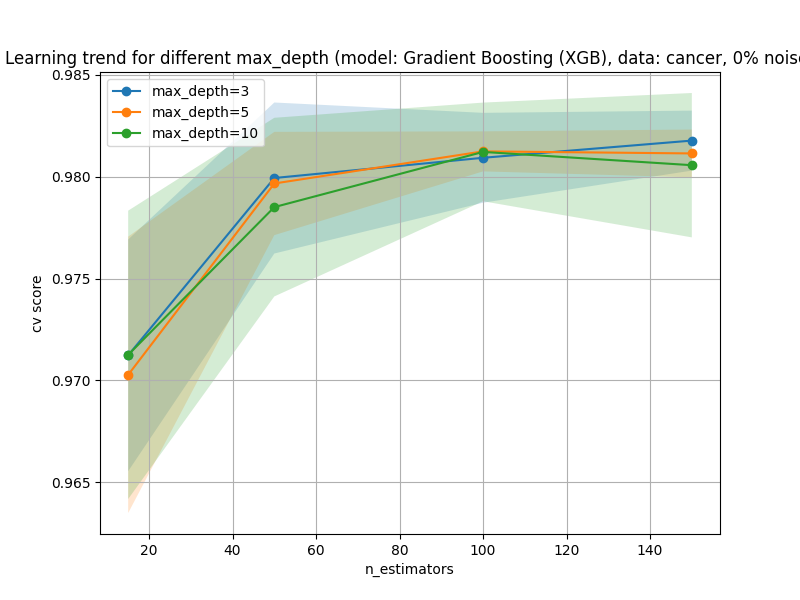 Learning trend for different max_depth (model: Gradient Boosting (XGB), data: cancer, 0% noise
max_depth=3
max_depth=5
max_depth=10
0.985
0.980
0.975
0.970
0.965
cv score
20 40 60 80 100 120 140
n_estimators